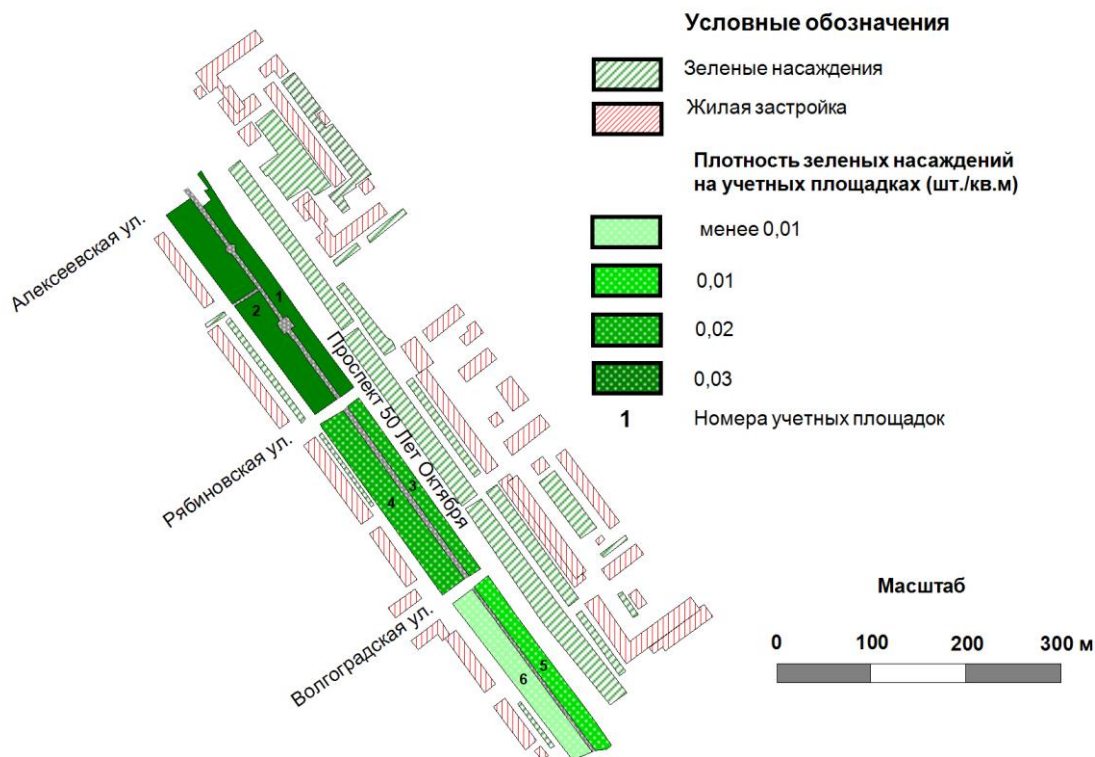 Условные обозначения
Зеленые насаждения
Жилая застройка
Плотность зеленых насаждений
на учетных площадках (шт./кв.м)
менее 0,01
0,01
0,02
0,03
1 Номера учетных площадок
Алексеевская ул.
1
2
Проспект 50 Лет Октября
Рябиновская ул.
3
4
Волгоградская ул.
5
6
Масштаб
0 100 200 300 м